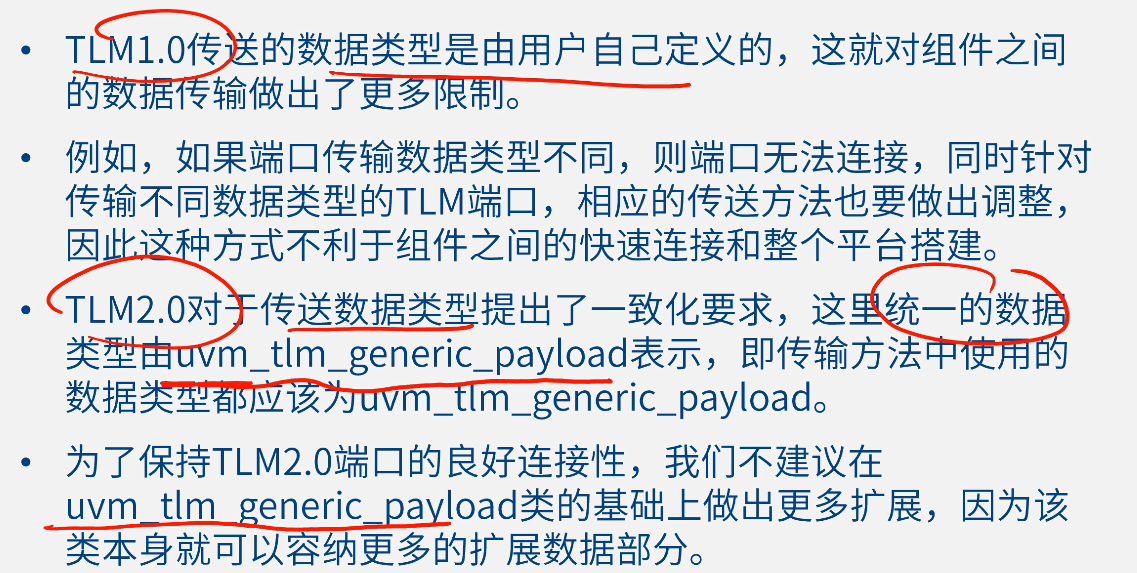 • TLM1.0传送的数据类型是由用户自己定义的，这就对组件之间
的数据传输做出了更多限制。
• 例如，如果端口传输数据类型不同，则端口无法连接，同时针对
传输不同数据类型的TLM端口，相应的传送方法也要做出调整，
因此这种方式不利于组件之间的快速连接和整个平台搭建。
• TLM2.0对于传送数据类型提出了一致化要求，这里统一的数据
类型由uvm_tlm_generic_payload表示，即传输方法中使用的
数据类型都应该为uvm_tlm_generic_payload。
• 为了保持TLM2.0端口的良好连接性，我们不建议在
uvm_tlm_generic_payload类的基础上做出更多扩展，因为该
类本身就可以容纳更多的扩展数据部分。